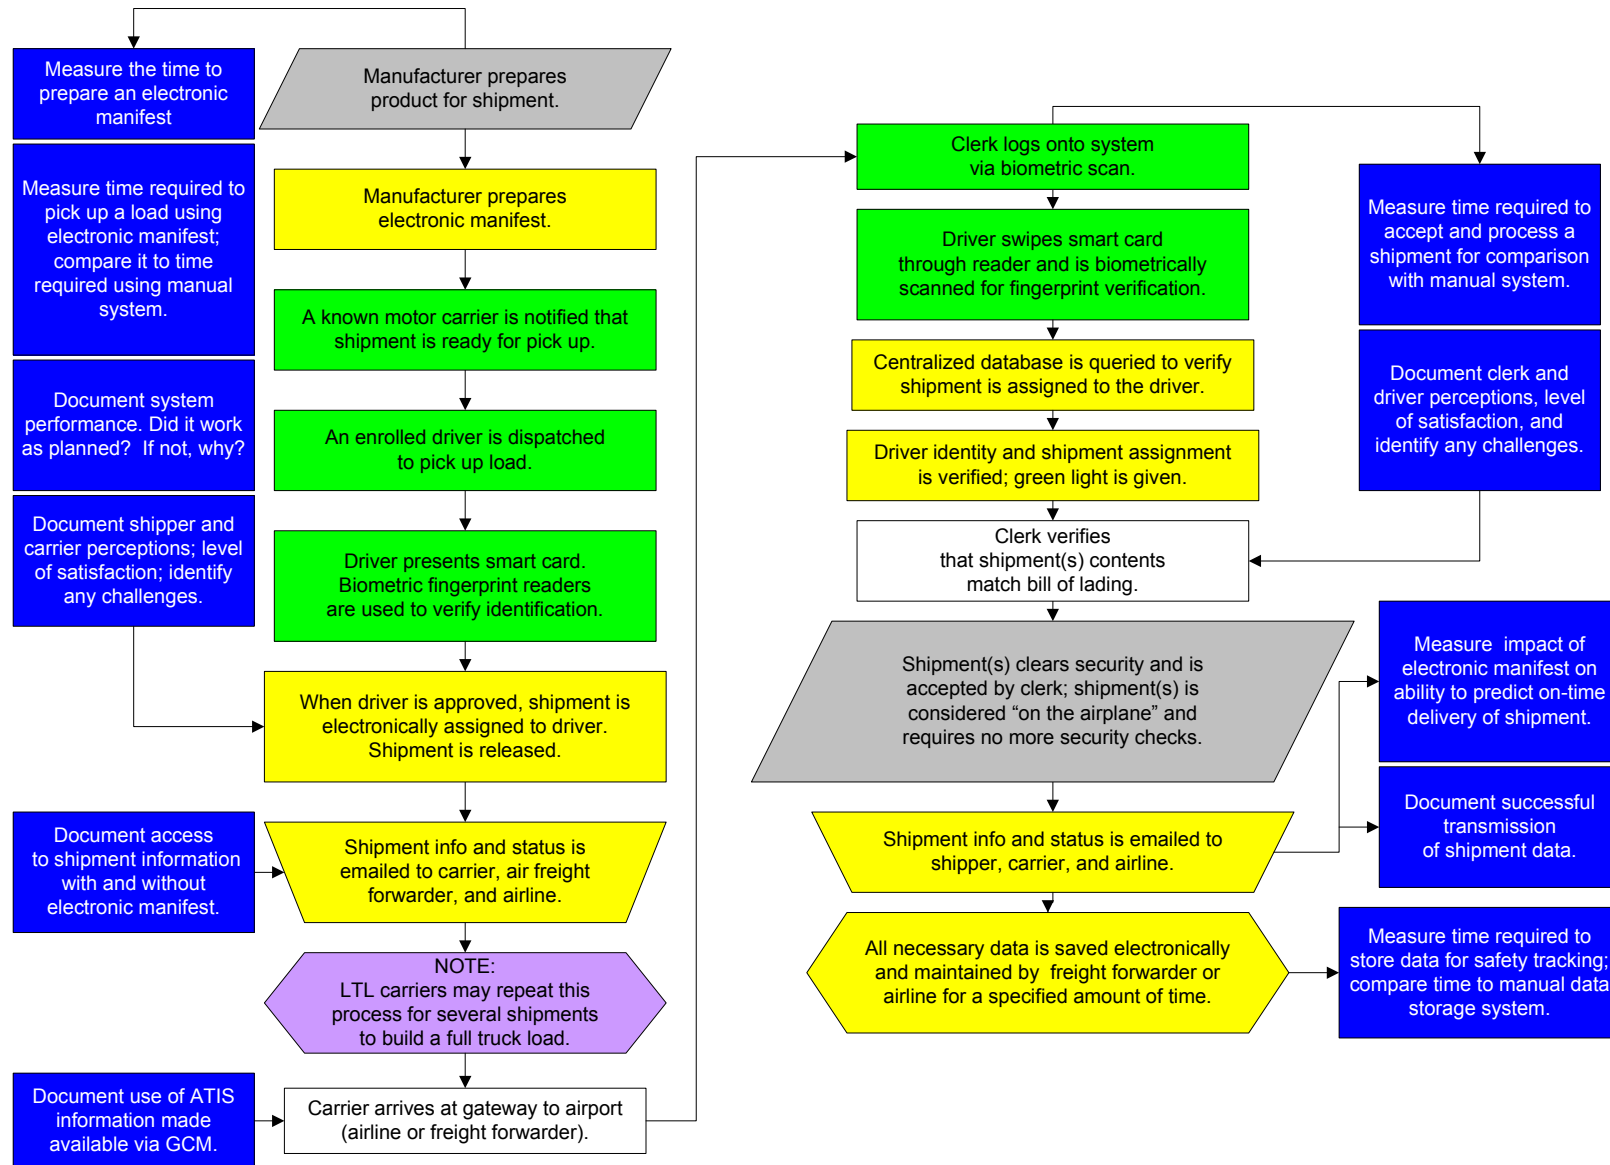 Measure the time to
prepare an electronic
manifest
Measure time required to
pick up a load using
electronic manifest;
compare it to time
required using manual
system.
Document system
performance. Did it work
as planned?  If not, why?
Document shipper and
carrier perceptions; level
of satisfaction; identify
any challenges.
Document access
to shipment information
with and without
electronic manifest.
Document use of ATIS
information made
available via GCM.
Manufacturer prepares
product for shipment.
Manufacturer prepares
electronic manifest.
A known motor carrier is notified that
shipment is ready for pick up.
An enrolled driver is dispatched
to pick up load.
Driver presents smart card.
Biometric fingerprint readers
are used to verify identification.
When driver is approved, shipment is
electronically assigned to driver.
Shipment is released.
Shipment info and status is
emailed to carrier, air freight
forwarder, and airline.
NOTE:
LTL carriers may repeat this
process for several shipments
to build a full truck load.
Carrier arrives at gateway to airport
(airline or freight forwarder).
Clerk logs onto system
via biometric scan.
Driver swipes smart card
through reader and is biometrically
scanned for fingerprint verification.
Centralized database is queried to verify
shipment is assigned to the driver.
Driver identity and shipment assignment
is verified; green light is given.
Clerk verifies
that shipment(s) contents
match bill of lading.
Shipment(s) clears security and is
accepted by clerk; shipment(s) is
considered “on the airplane” and
requires no more security checks.
Shipment info and status is emailed to
shipper, carrier, and airline.
All necessary data is saved electronically
and maintained by  freight forwarder or
airline for a specified amount of time.
Measure time required to
accept and process a
shipment for comparison
with manual system.
Document clerk and
driver perceptions, level
of satisfaction, and
identify any challenges.
Measure  impact of
electronic manifest on
ability to predict on-time
delivery of shipment.
Document successful
transmission
of shipment data.
Measure time required to
store data for safety tracking;
compare time to manual data
storage system.